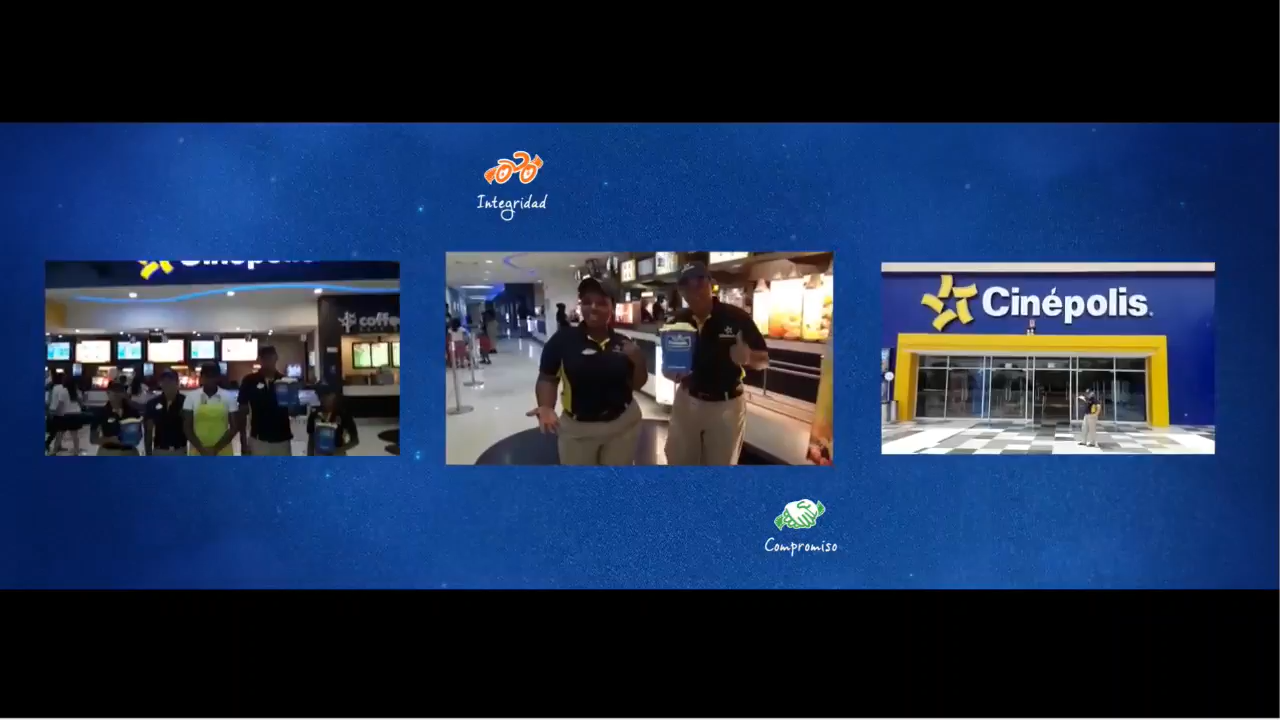 Integridad
Cinépolis
coffee
Cinépolis.
Compromiso